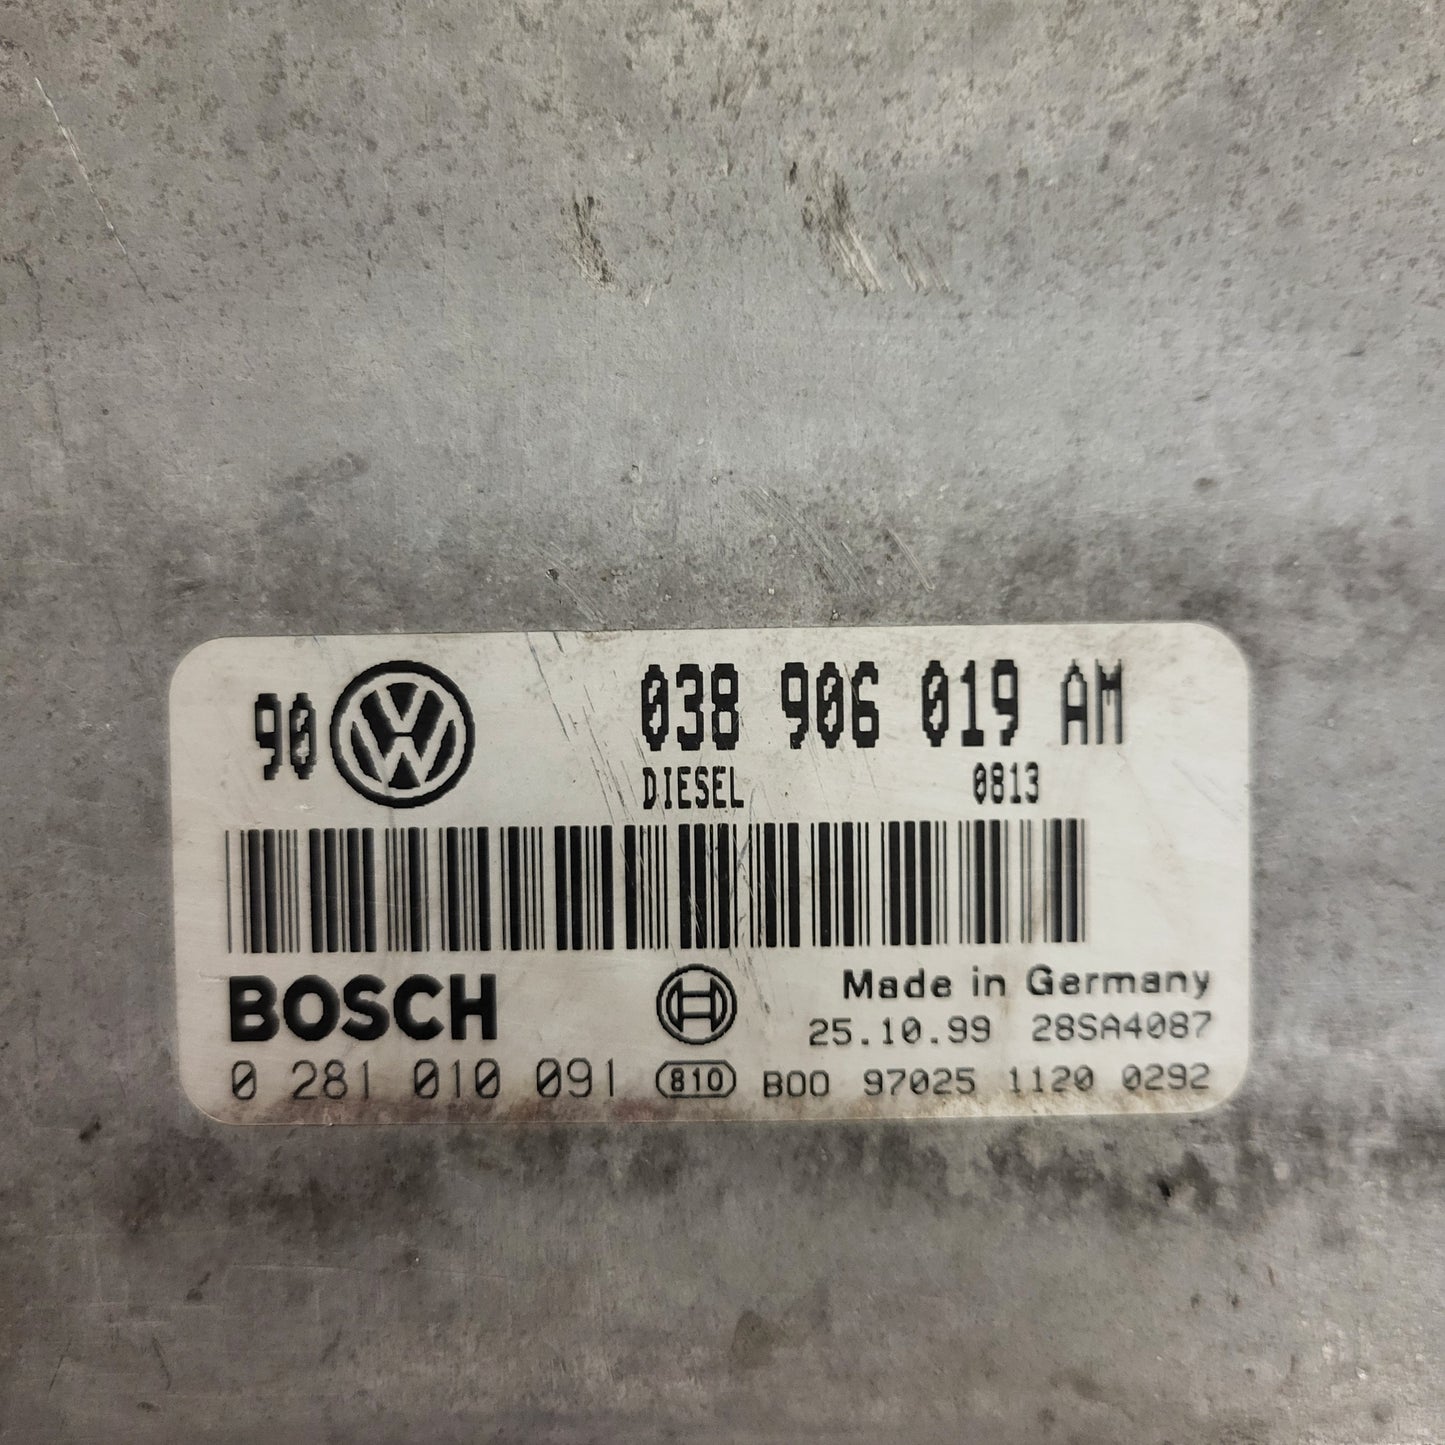 90 VW 038 906 019 AM
DIESEL 0813
BOSCH Made in Germany
25.10.99 28SA4087
0 281 010 091 810 B00 97025 1120 0292